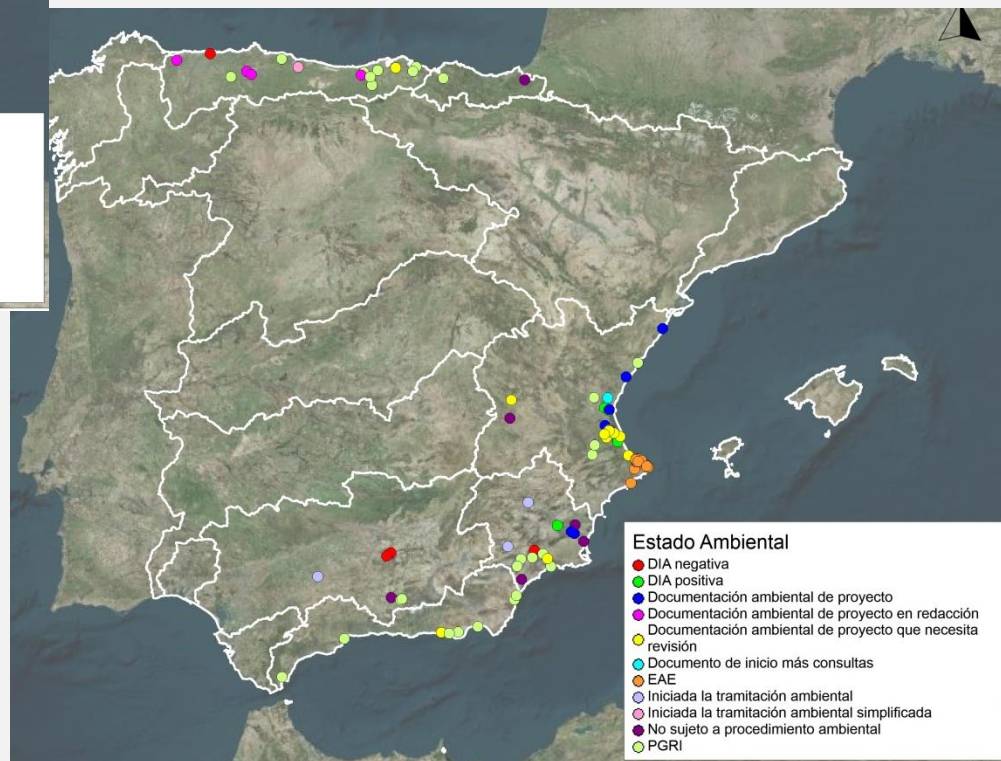 Estado Ambiental
DIA negativa
DIA positiva
Documentación ambiental de proyecto
Documentación ambiental de proyecto en redacción
Documentación ambiental de proyecto que necesita
revisión
Documento de inicio más consultas
EAE
Iniciada la tramitación ambiental
Iniciada la tramitación ambiental simplificada
No sujeto a procedimiento ambiental
PGRI